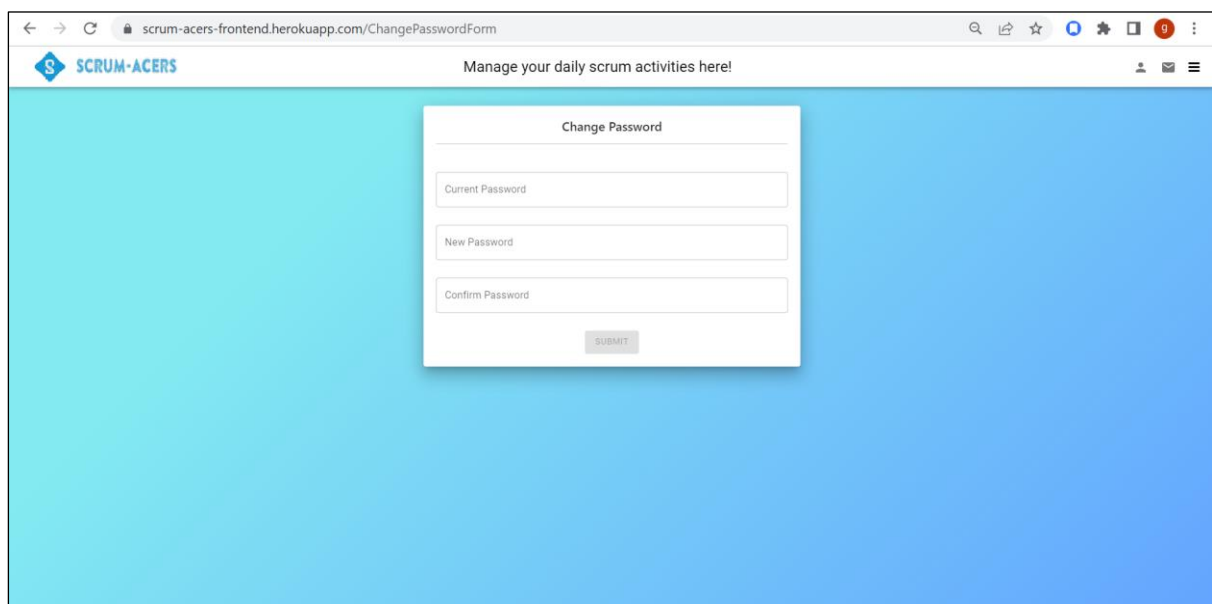 scrum-acers-frontend.herokuapp.com/ChangePasswordForm
g
S SCRUM-ACERS
Manage your daily scrum activities here!
Change Password
Current Password
New Password
Confirm Password
SUBMIT